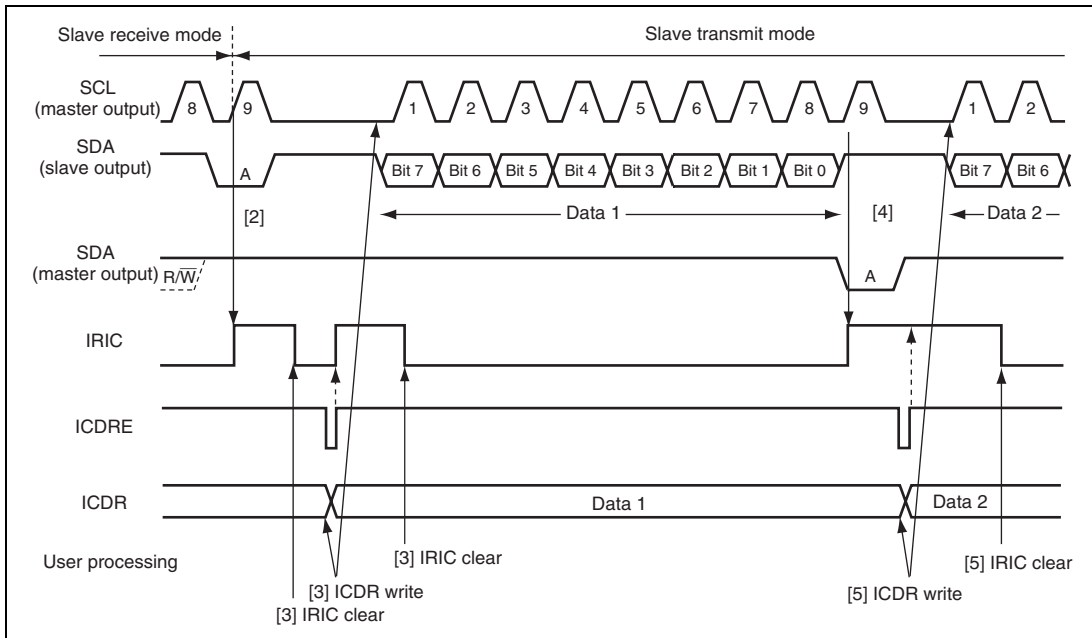 Slave receive mode
Slave transmit mode
SCL
(master output)
8
9
1
2
3
4
5
6
7
8
9
1
2
SDA
(slave output)
A
Bit 7
Bit 6
Bit 5
Bit 4
Bit 3
Bit 2
Bit 1
Bit 0
Bit 7
Bit 6
[2]
Data 1
[4]
Data 2
SDA
(master output)
R/W̅
A
IRIC
ICDRE
ICDR
Data 1
Data 2
User processing
[3] IRIC clear
[5] IRIC clear
[3] ICDR write
[5] ICDR write
[3] IRIC clear